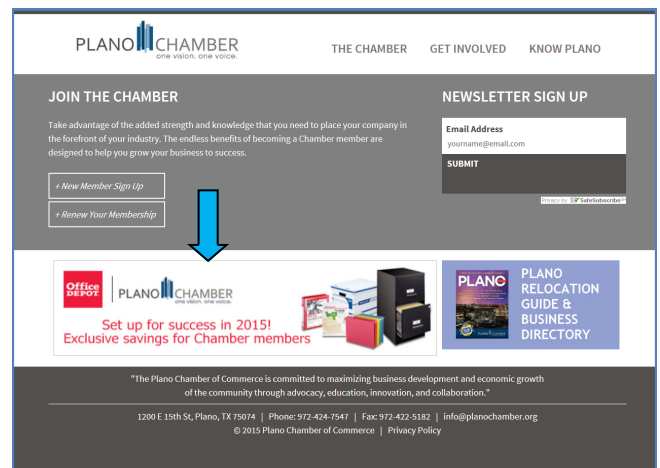 PLANO CHAMBER
one vision. one voice.
THE CHAMBER GET INVOLVED KNOW PLANO
JOIN THE CHAMBER
Take advantage of the added strength and knowledge that you need to place your company in
the forefront of your industry. The endless benefits of becoming a Chamber member are
designed to help you grow your business to success.
+ New Member Sign Up
+ Renew Your Membership
NEWSLETTER SIGN UP
Email Address
yourname@email.com
SUBMIT
Privacy by SafeSubscribe
Office
DEPOT
PLANO CHAMBER
one vision. one voice.
Set up for success in 2015!
Exclusive savings for Chamber members
PLANO
PLANO
RELOCATION
GUIDE &
BUSINESS
DIRECTORY
"The Plano Chamber of Commerce is committed to maximizing business development and economic growth
of the community through advocacy, education, innovation, and collaboration."
1200 E 15th St, Plano, TX 75074 | Phone: 972-424-7547 | Fax: 972-422-5182 | info@planochamber.org
© 2015 Plano Chamber of Commerce | Privacy Policy